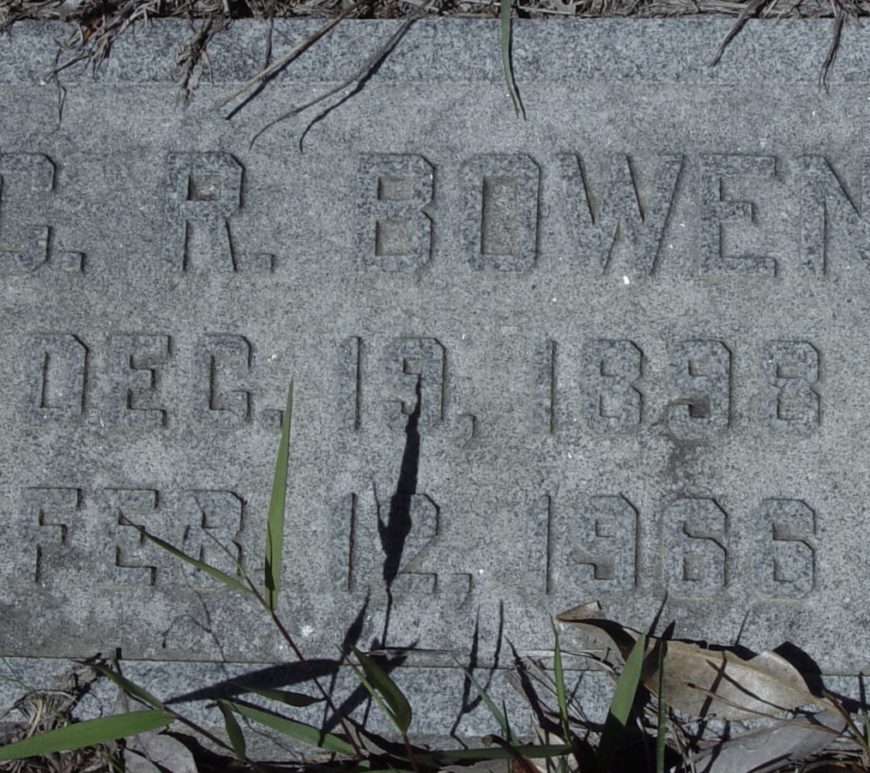 C. R. BOWEN
DEC. 19, 1898
FEB 12, 1966